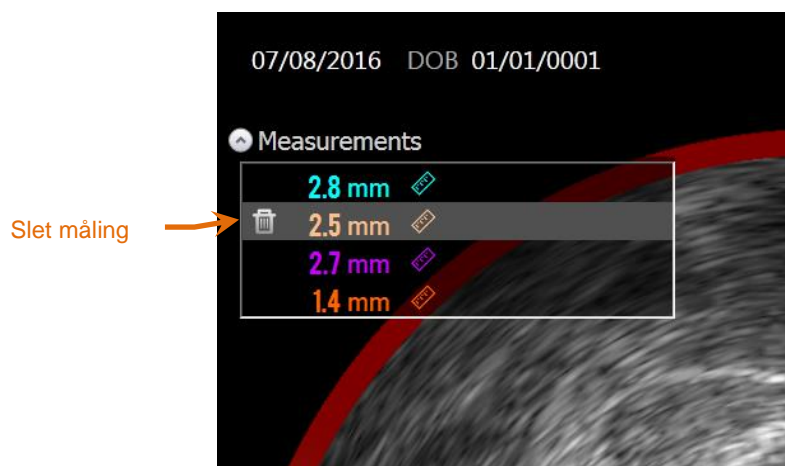 07/08/2016 DOB 01/01/0001
Measurements
2.8 mm
Slet måling
2.5 mm
2.7 mm
1.4 mm